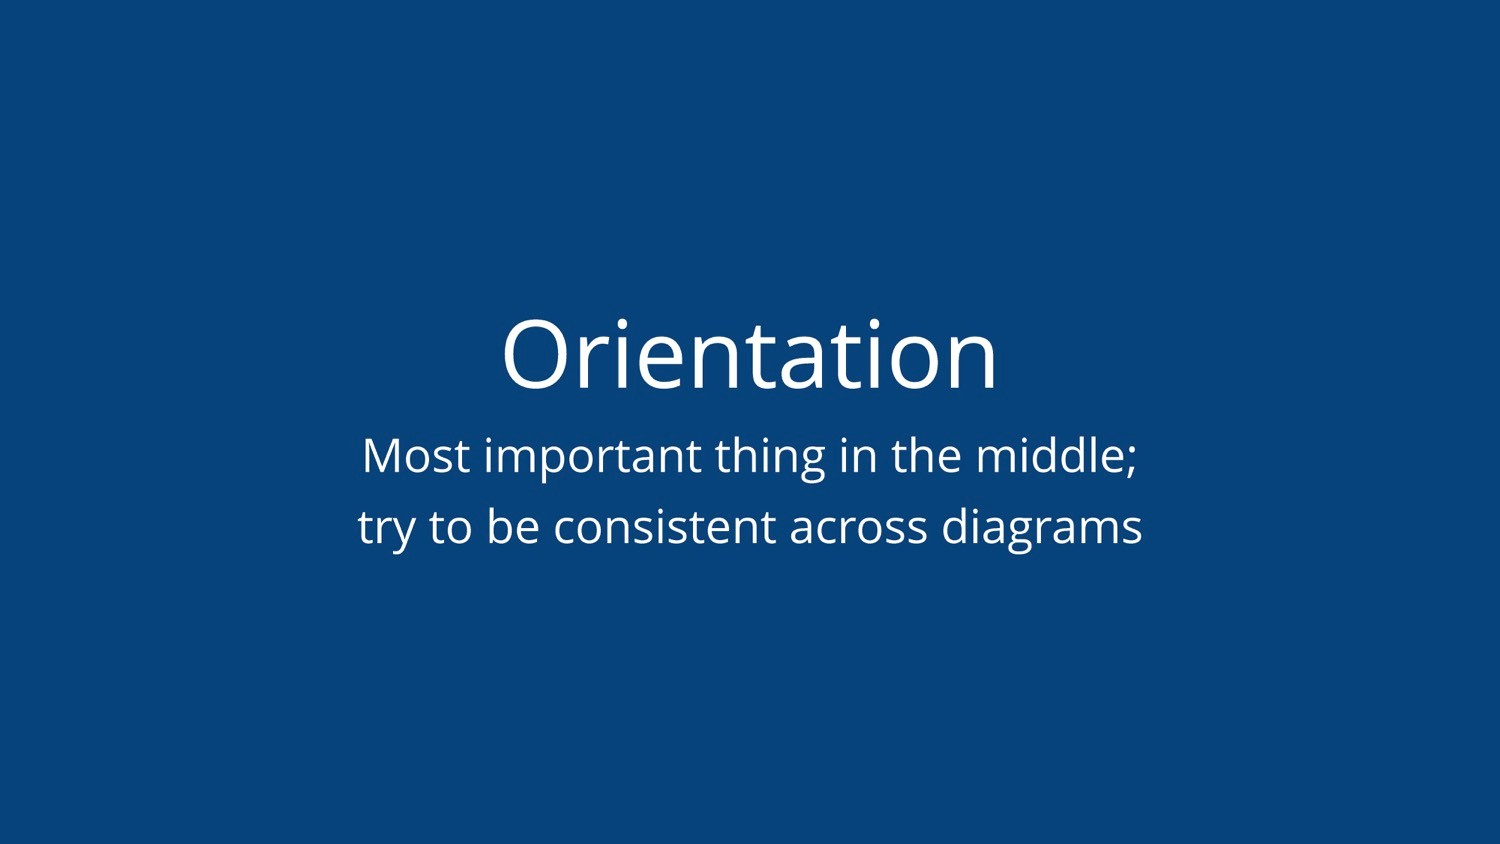 Orientation
Most important thing in the middle;
try to be consistent across diagrams